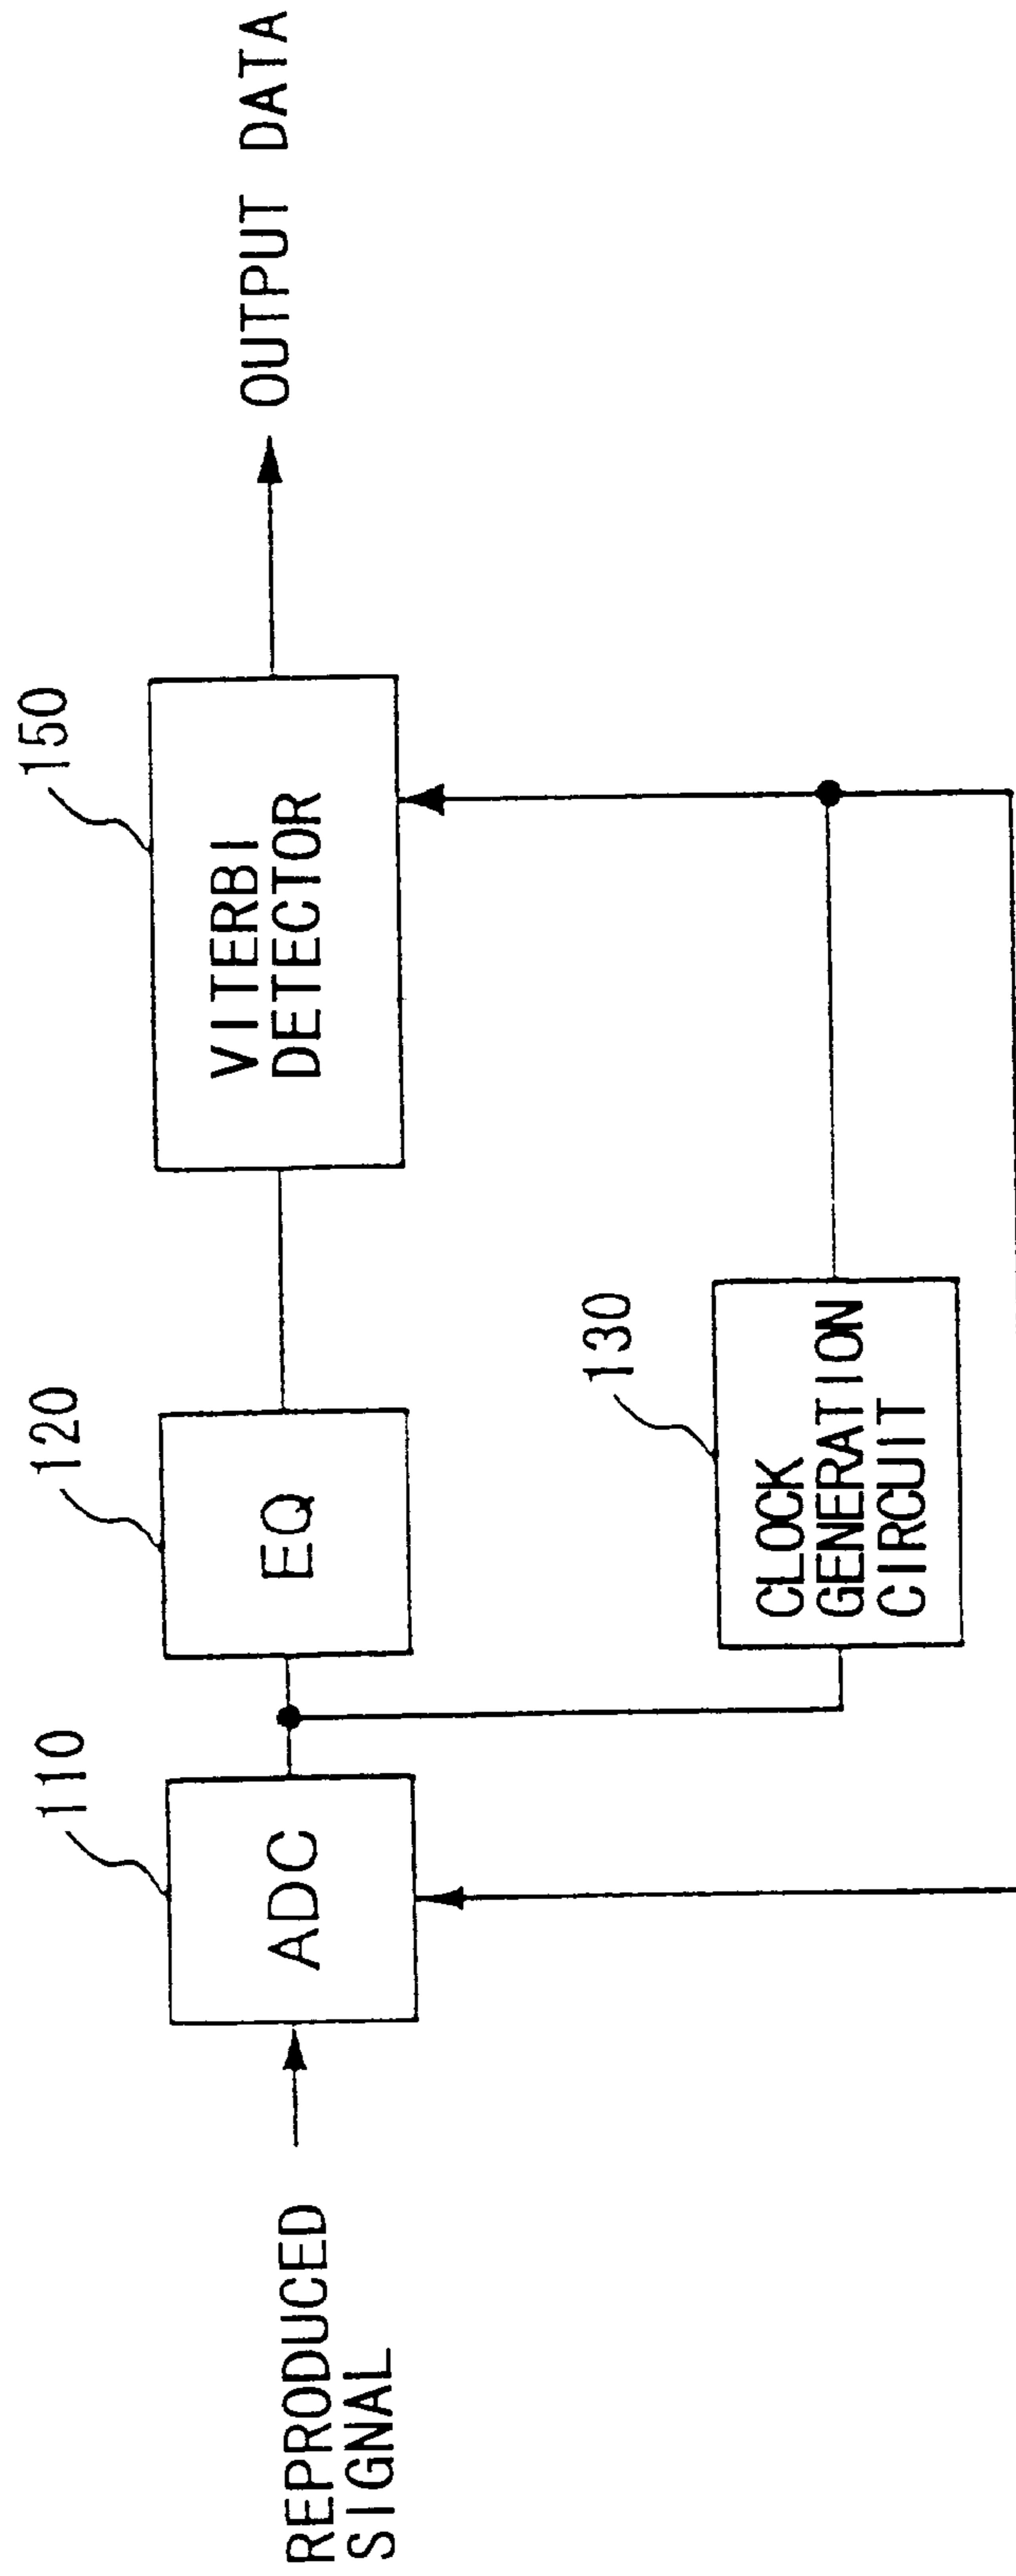 REPRODUCED
SIGNAL
110
ADC
120
EQ
150
VITERBI
DETECTOR
OUTPUT DATA
130
CLOCK
GENERATION
CIRCUIT